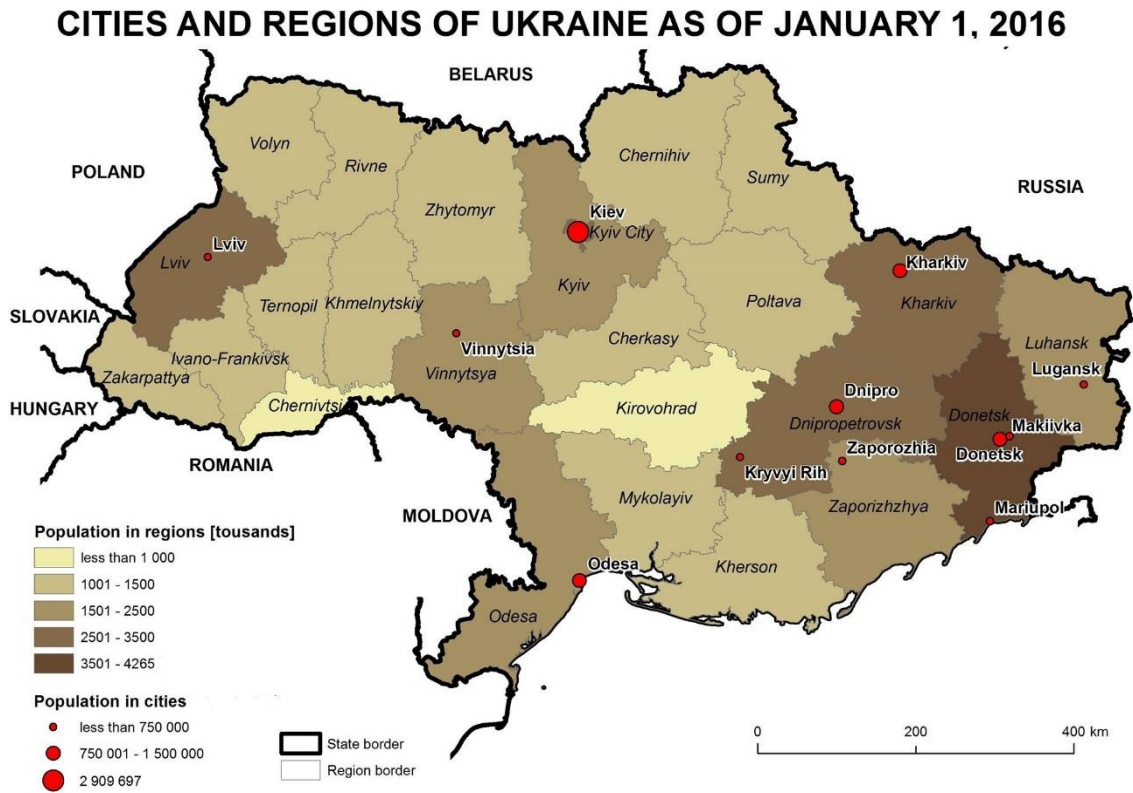 CITIES AND REGIONS OF UKRAINE AS OF JANUARY 1, 2016
BELARUS
POLAND
RUSSIA
SLOVAKIA
HUNGARY
ROMANIA
MOLDOVA
Volyn
Rivne
Zhytomyr
Chernihiv
Sumy
Kiev
Kyiv City
Kyiv
Lviv
Lviv
Ternopil
Khmelnytskiy
Vinnytsia
Vinnytsya
Cherkasy
Poltava
Kharkiv
Kharkiv
Luhansk
Lugansk
Ivano-Frankivsk
Zakarpattya
Chernivtsi
Kirovohrad
Dnipro
Dnipropetrovsk
Donetsk
Makiivka
Donetsk
Kryvyi Rih
Zaporozhia
Zaporizhzhya
Mariupol
Mykolayiv
Kherson
Odesa
Odesa
Population in regions [tousands]
less than 1 000
1001 - 1500
1501 - 2500
2501 - 3500
3501 - 4265
Population in cities
less than 750 000
750 001 - 1 500 000
2 909 697
State border
Region border
0 200 400 km